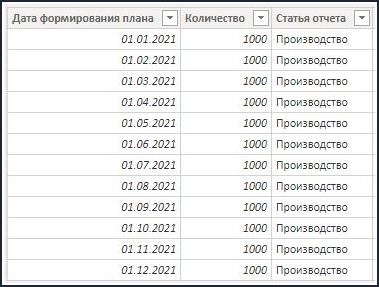 Дата формирования плана Количество Статья отчета
01.01.2021 1000 Производство
01.02.2021 1000 Производство
01.03.2021 1000 Производство
01.04.2021 1000 Производство
01.05.2021 1000 Производство
01.06.2021 1000 Производство
01.07.2021 1000 Производство
01.08.2021 1000 Производство
01.09.2021 1000 Производство
01.10.2021 1000 Производство
01.11.2021 1000 Производство
01.12.2021 1000 Производство